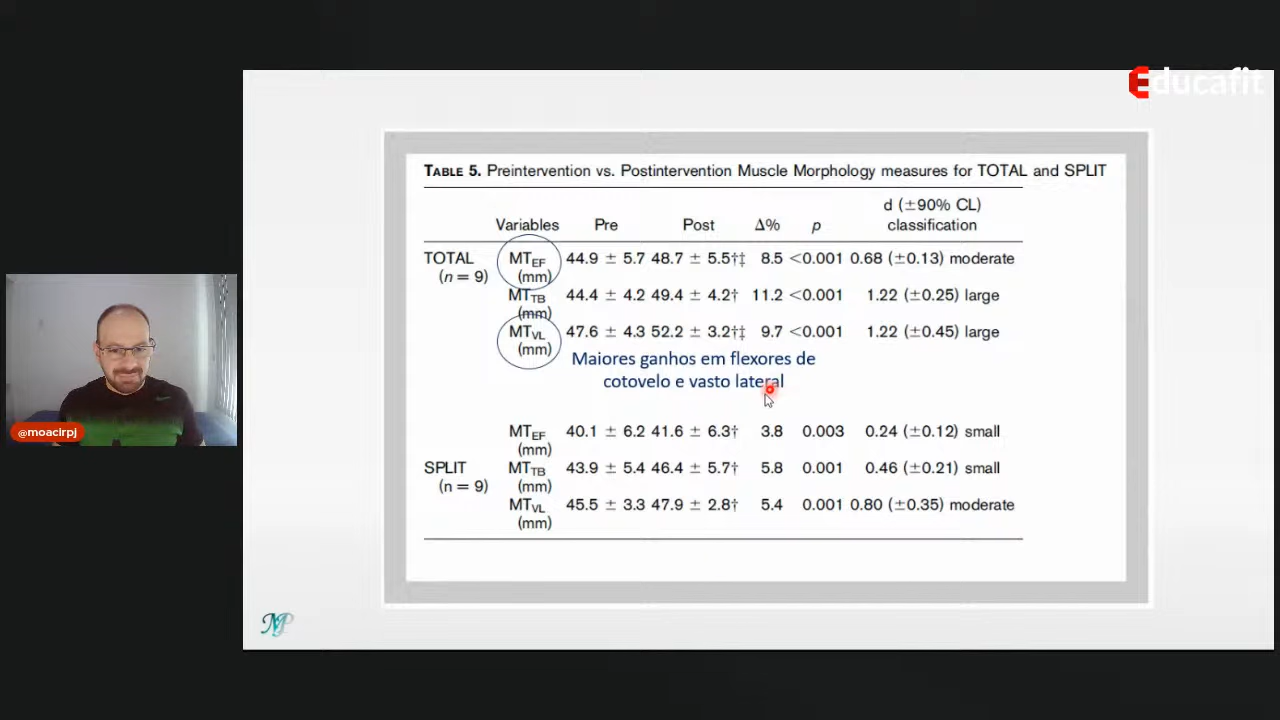 Educafit
TABLE 5. Preintervention vs. Postintervention Muscle Morphology measures for TOTAL and SPLIT
d (±90% CL)
Variables Pre Post Δ% p classification
TOTAL MTEF 44.9 ± 5.7 48.7 ± 5.5†‡ 8.5 <0.001 0.68 (±0.13) moderate
(n = 9) (mm)
MTTB 44.4 ± 4.2 49.4 ± 4.2† 11.2 <0.001 1.22 (±0.25) large
(mm)
MTVL 47.6 ± 4.3 52.2 ± 3.2†‡ 9.7 <0.001 1.22 (±0.45) large
(mm)
Maiores ganhos em flexores de
cotovelo e vasto lateral
MTEF 40.1 ± 6.2 41.6 ± 6.3† 3.8 0.003 0.24 (±0.12) small
(mm)
SPLIT MTTB 43.9 ± 5.4 46.4 ± 5.7† 5.8 0.001 0.46 (±0.21) small
(n = 9) (mm)
MTVL 45.5 ± 3.3 47.9 ± 2.8† 5.4 0.001 0.80 (±0.35) moderate
(mm)
@moacirpj
MP